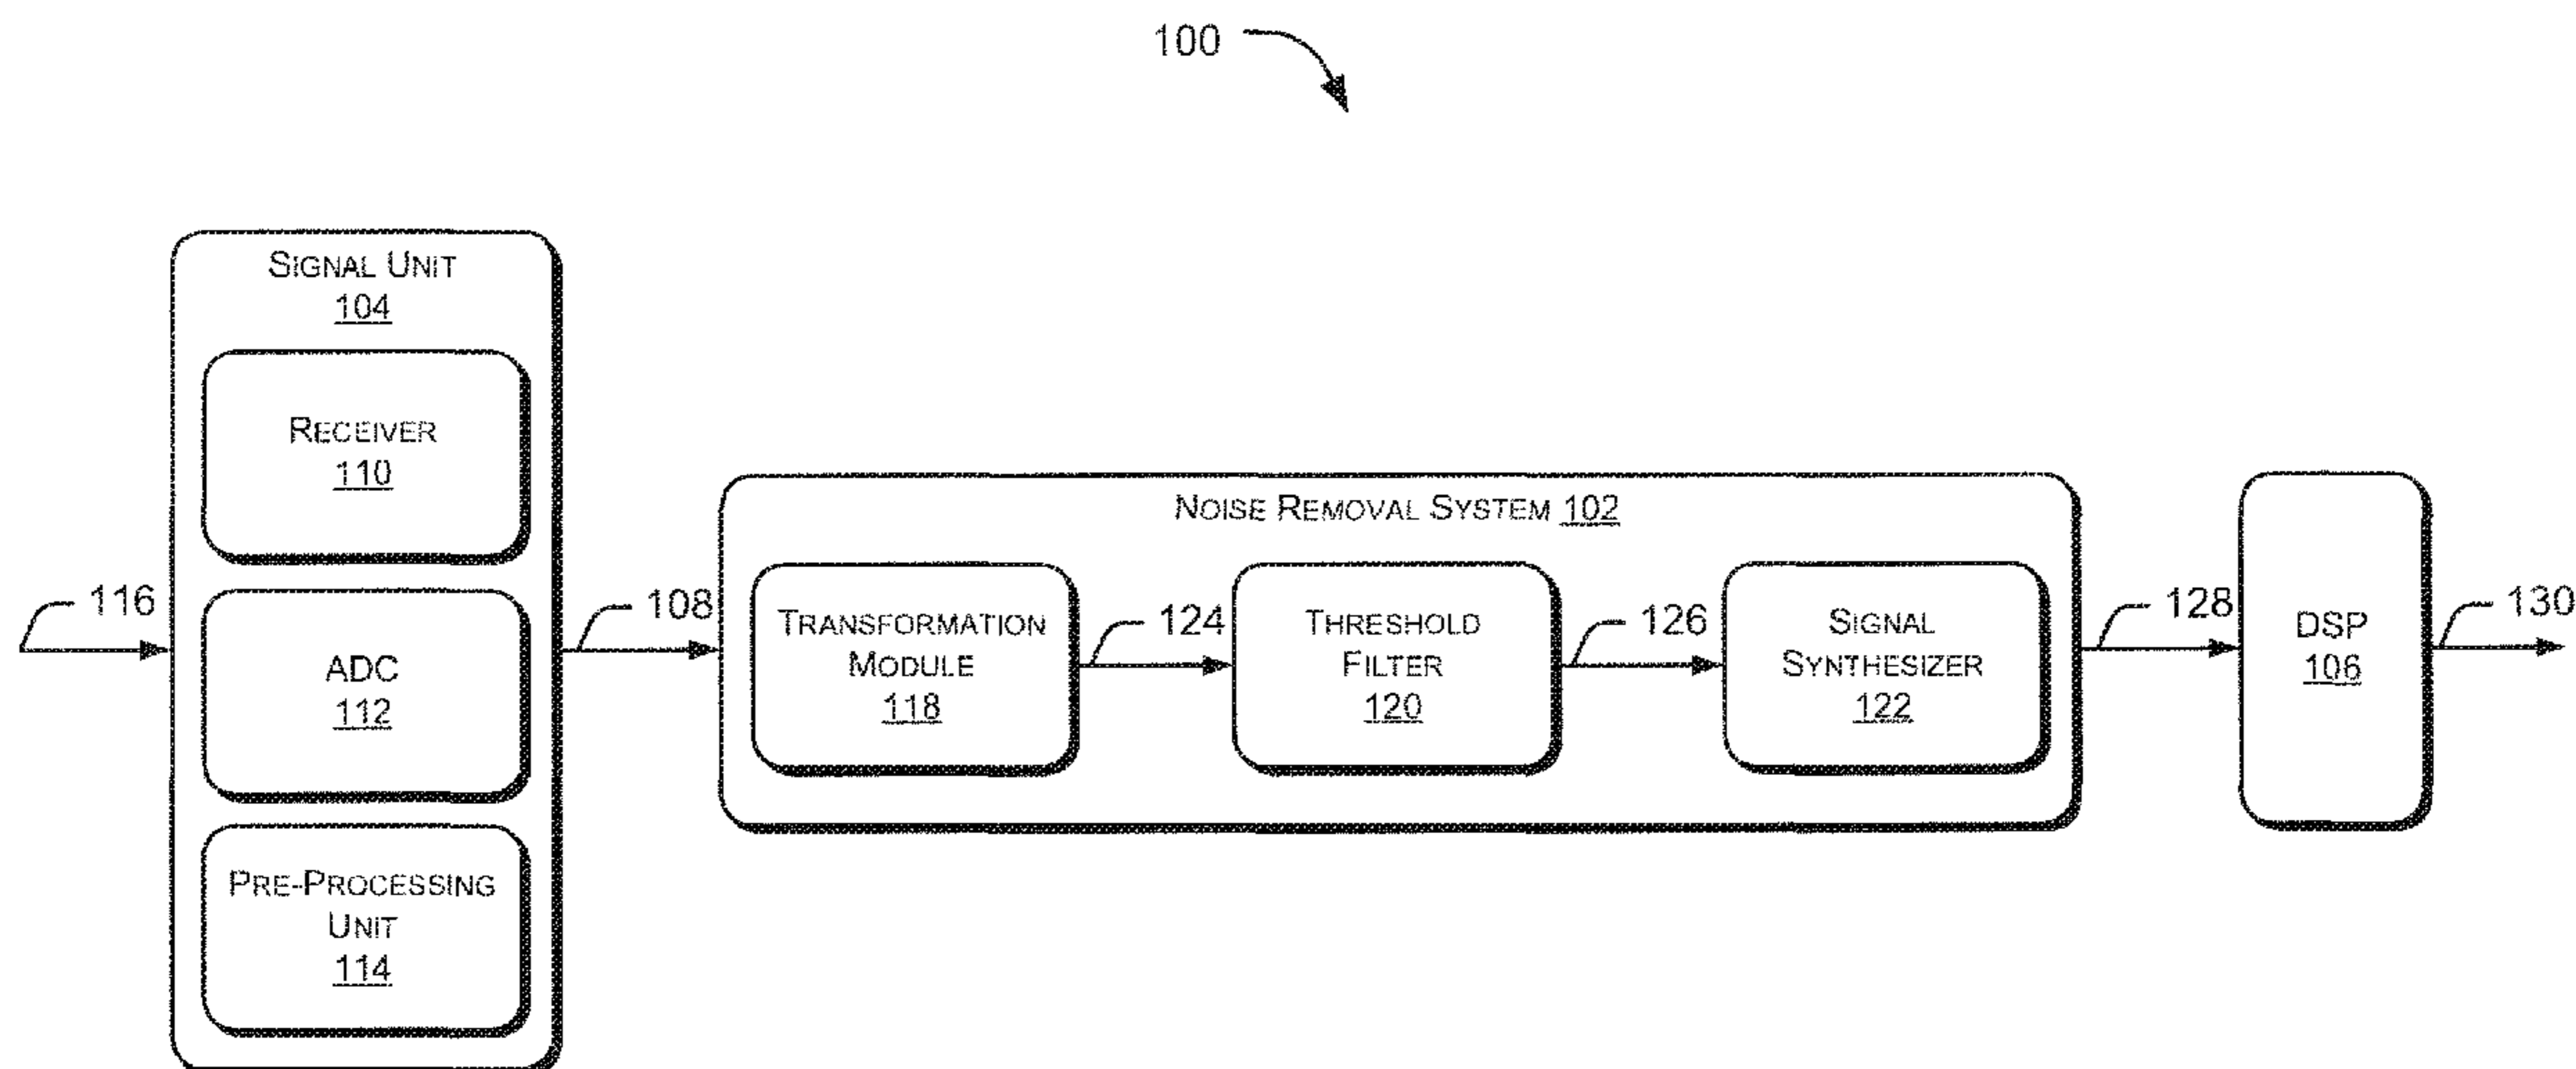 100
SIGNAL UNIT
104
RECEIVER
110
ADC
112
PRE-PROCESSING
UNIT
114
116
108
NOISE REMOVAL SYSTEM 102
TRANSFORMATION
MODULE
118
124
THRESHOLD
FILTER
120
126
SIGNAL
SYNTHESIZER
122
128
DSP
106
130